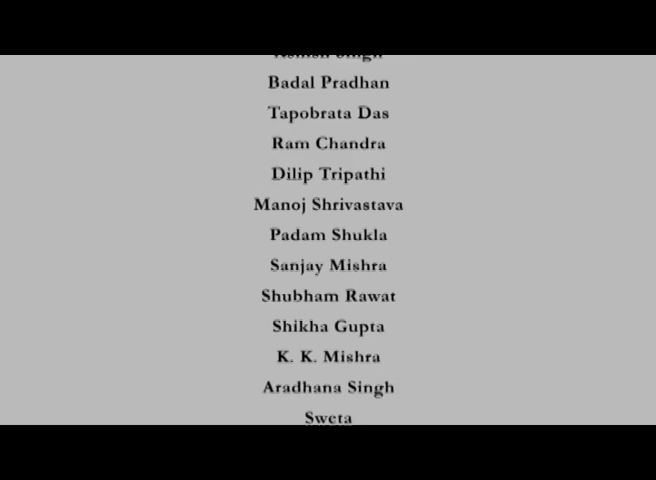 Badal Pradhan
Tapobrata Das
Ram Chandra
Dilip Tripathi
Manoj Shrivastava
Padam Shukla
Sanjay Mishra
Shubham Rawat
Shikha Gupta
K. K. Mishra
Aradhana Singh
Sweta